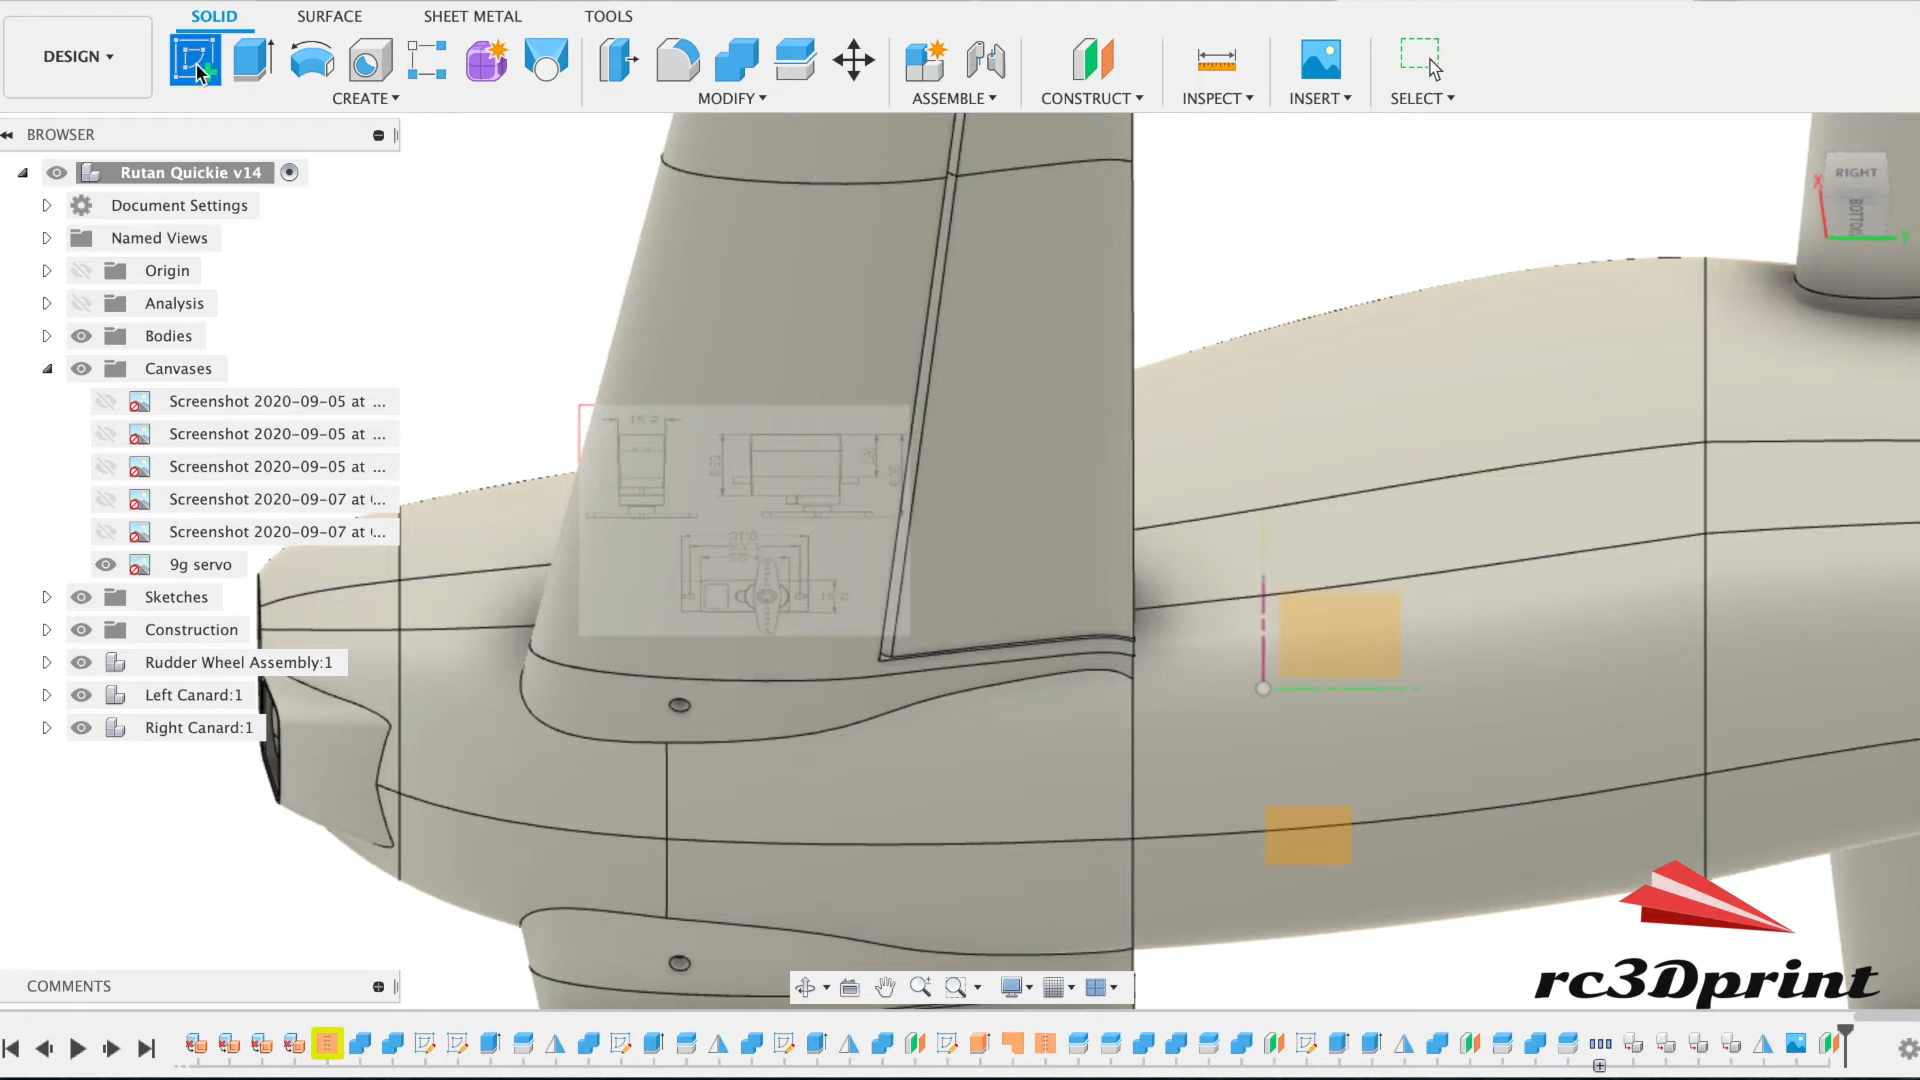 SOLID
SURFACE
SHEET METAL
TOOLS
DESIGN
CREATE
MODIFY
ASSEMBLE
CONSTRUCT
INSPECT
INSERT
SELECT
BROWSER
Rutan Quickie v14
Document Settings
Named Views
Origin
Analysis
Bodies
Canvases
Screenshot 2020-09-05 at ...
Screenshot 2020-09-05 at ...
Screenshot 2020-09-05 at ...
Screenshot 2020-09-07 at ...
Screenshot 2020-09-07 at ...
9g servo
Sketches
Construction
Rudder Wheel Assembly:1
Left Canard:1
Right Canard:1
COMMENTS
RIGHT
BOTTOM
X
Y
rc3Dprint